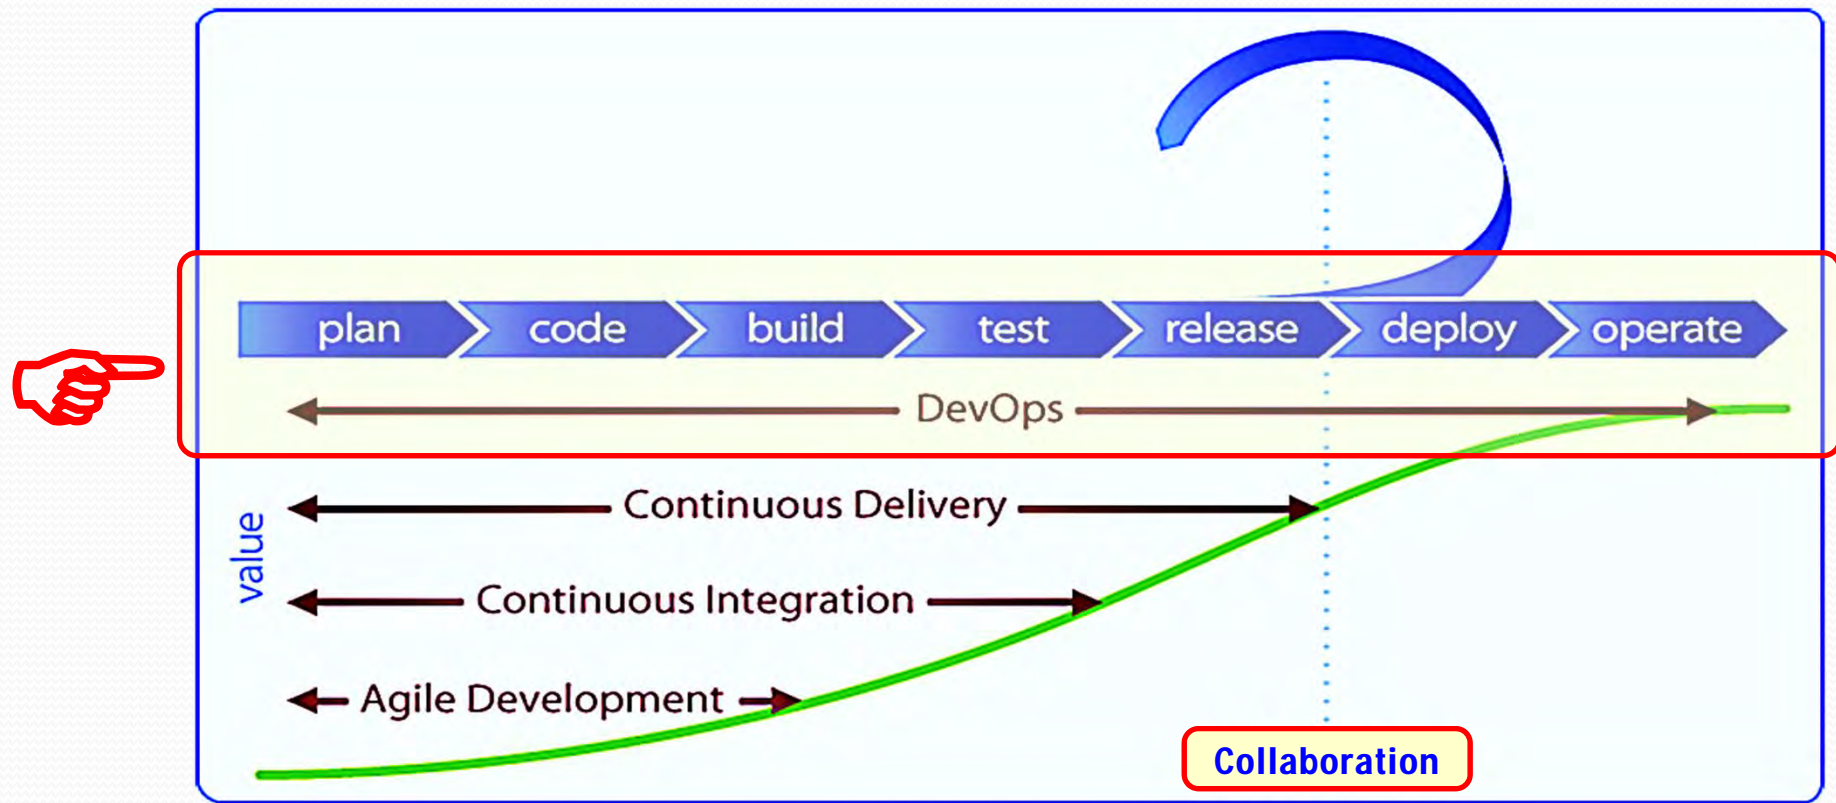 plan code build test release deploy operate
DevOps
Continuous Delivery
value
Continuous Integration
Agile Development
Collaboration